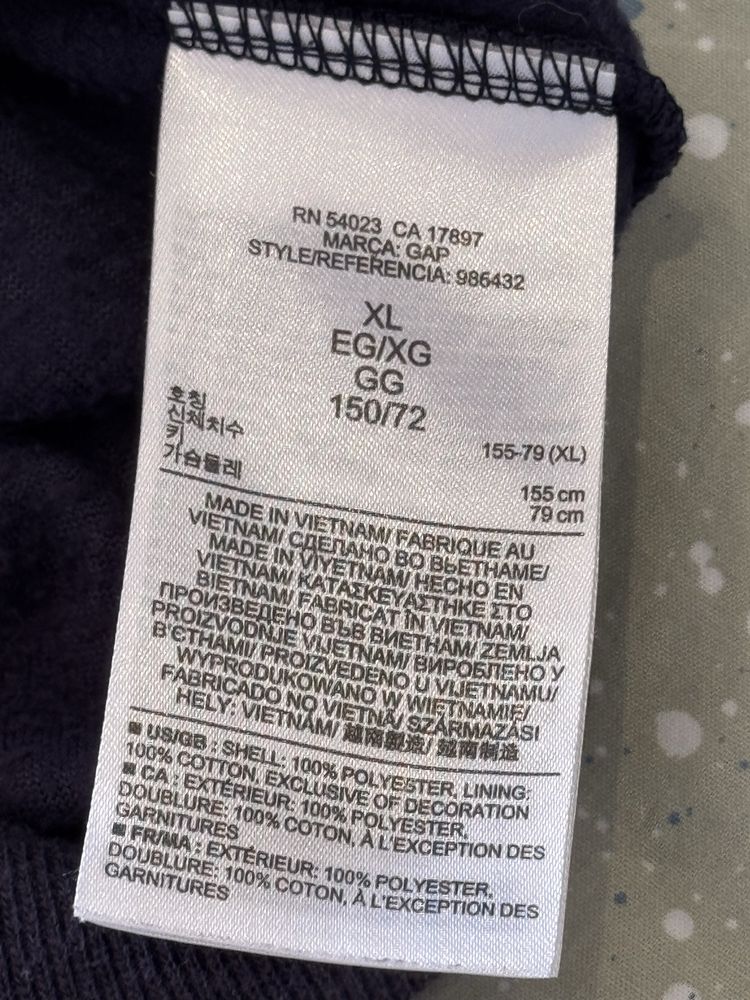 RN 54023 CA 17897
MARCA: GAP
STYLE/REFERENCIA: 986432
XL
EG/XG
GG
150/72
호칭 155-79 (XL)
신체치수
키 155 cm
가슴둘레 79 cm
MADE IN VIETNAM/ FABRIQUE AU
VIETNAM/ СДЕЛАНО ВО ВЬЕТНАМЕ/
MADE IN VIYETNAM/ HECHO EN
VIETNAM/ ΚΑΤΑΣΚΕΥΑΣΤΗΚΕ ΣΤΟ
ΒΙΕΤΝΑΜ/ FABRICAT ÎN VIETNAM/
ПРОИЗВЕДЕНО ВЪВ ВИЕТНАМ/ ZEMLJA
PROIZVODNJE VIJETNAM/ ВИРОБЛЕНО У
В'ЄТНАМІ/ PROIZVEDENO U VIJETNAMU/
WYPRODUKOWANO W WIETNAMIE/
FABRICADO NO VIETNÃ/ SZÁRMAZÁSI
HELY: VIETNÁM/ 越南製造/ 越南制造
■ US/GB : SHELL: 100% POLYESTER, LINING:
100% COTTON, EXCLUSIVE OF DECORATION
■ CA : EXTÉRIEUR: 100% POLYESTER,
DOUBLURE: 100% COTON, À L'EXCEPTION DES
GARNITURES
■ FR/MA : EXTÉRIEUR: 100% POLYESTER,
DOUBLURE: 100% COTON, À L'EXCEPTION DES
GARNITURES